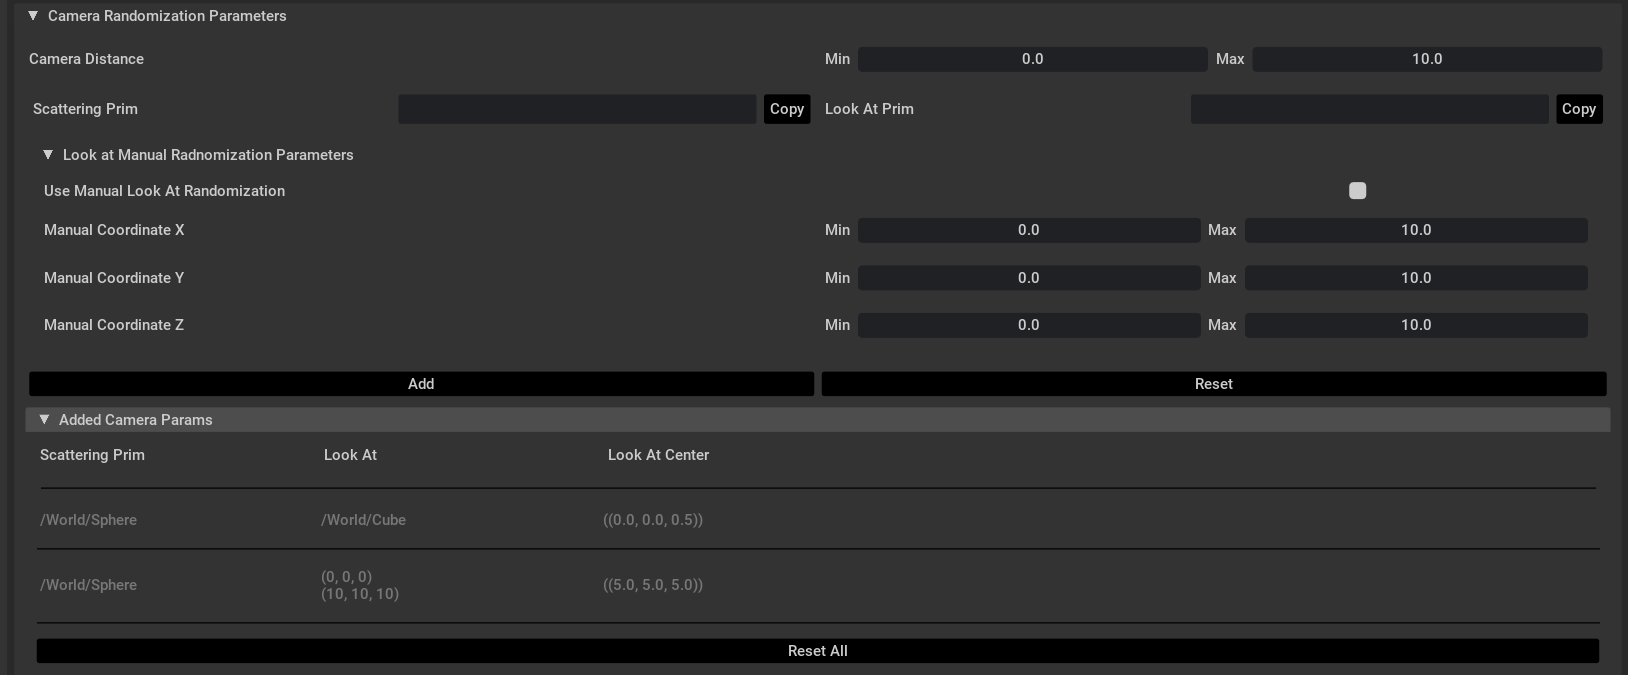 Camera Randomization Parameters
Camera Distance Min 0.0 Max 10.0
Scattering Prim Copy Look At Prim Copy
Look at Manual Radnomization Parameters
Use Manual Look At Randomization
Manual Coordinate X Min 0.0 Max 10.0
Manual Coordinate Y Min 0.0 Max 10.0
Manual Coordinate Z Min 0.0 Max 10.0
Add Reset
Added Camera Params
Scattering Prim Look At Look At Center
/World/Sphere /World/Cube ((0.0, 0.0, 0.5))
/World/Sphere (0, 0, 0) ((5.0, 5.0, 5.0))
(10, 10, 10)
Reset All